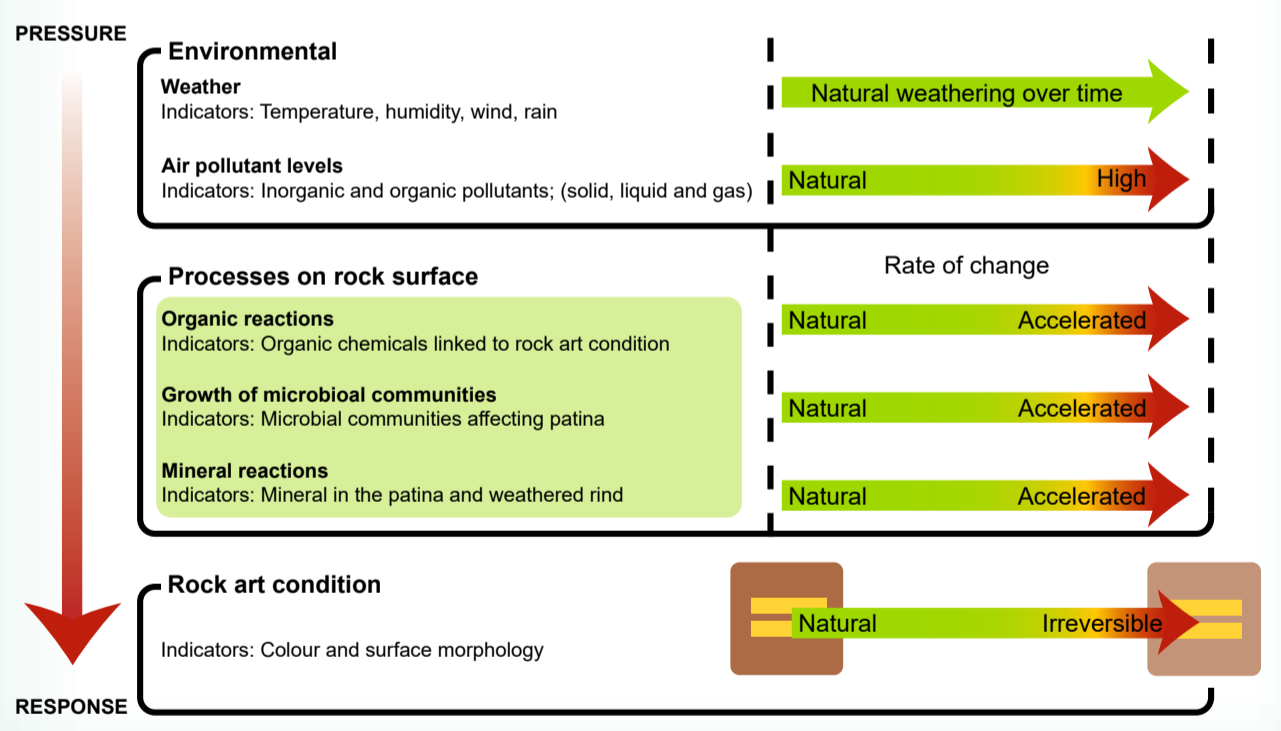 PRESSURE
Environmental
Weather
Indicators: Temperature, humidity, wind, rain
Natural weathering over time
Air pollutant levels
Indicators: Inorganic and organic pollutants; (solid, liquid and gas)
Natural
High
Processes on rock surface
Rate of change
Organic reactions
Indicators: Organic chemicals linked to rock art condition
Natural
Accelerated
Growth of microbioal communities
Indicators: Microbial communities affecting patina
Natural
Accelerated
Mineral reactions
Indicators: Mineral in the patina and weathered rind
Natural
Accelerated
Rock art condition
Indicators: Colour and surface morphology
Natural
Irreversible
RESPONSE